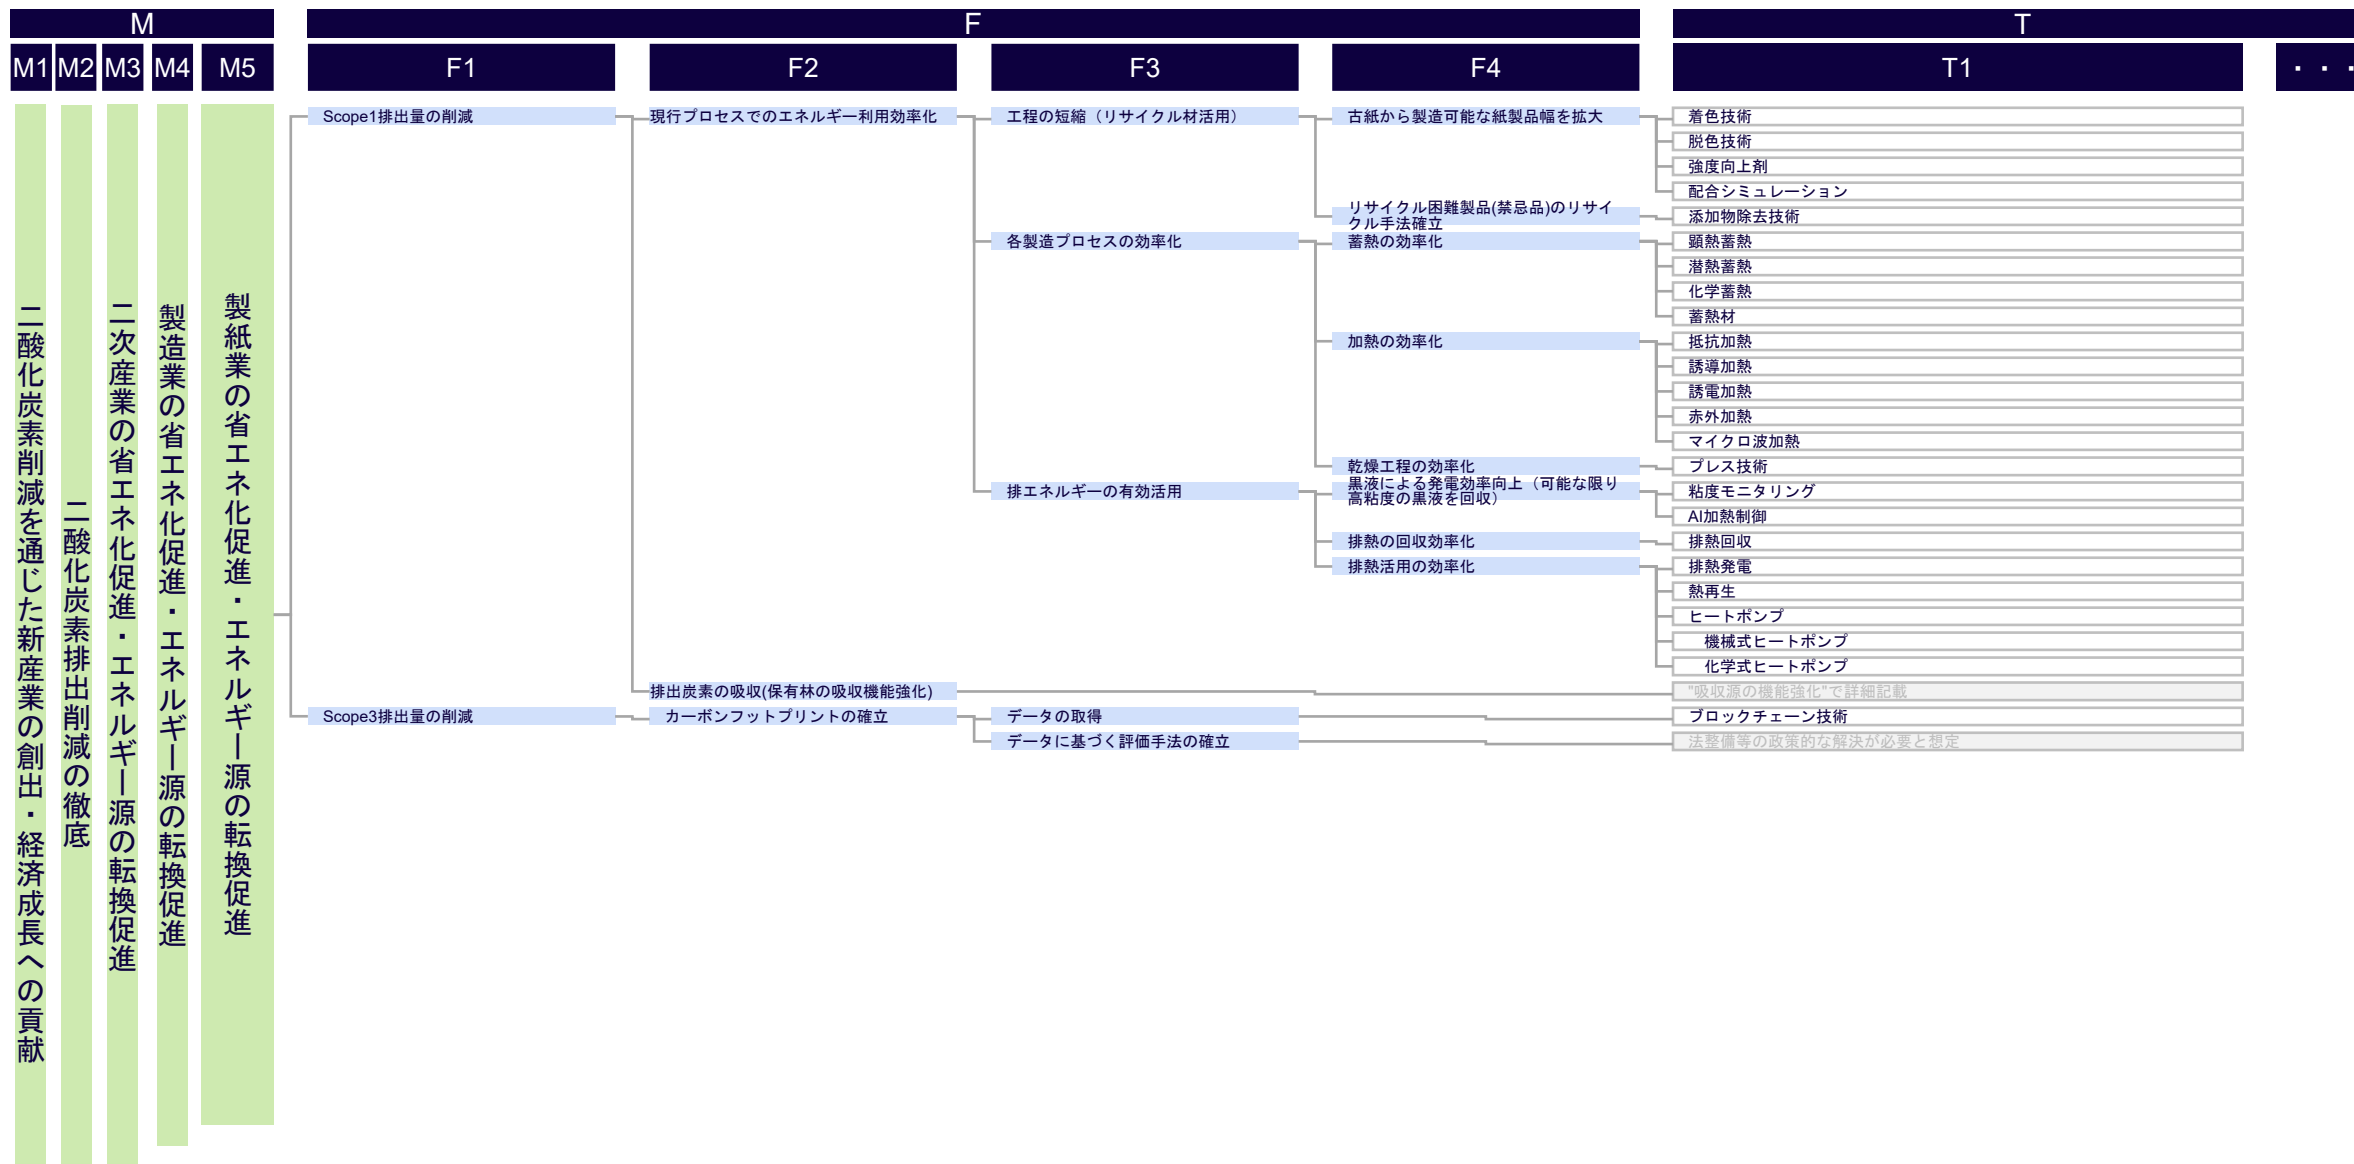 M
F
T
M1
M2
M3
M4
M5
F1
F2
F3
F4
T1
・・・
二酸化炭素削減を通じた新産業の創出・経済成長への貢献
二酸化炭素排出削減の徹底
二次産業の省エネ化促進・エネルギー源の転換促進
製造業の省エネ化促進・エネルギー源の転換促進
製紙業の省エネ化促進・エネルギー源の転換促進
Scope1排出量の削減
現行プロセスでのエネルギー利用効率化
工程の短縮（リサイクル材活用）
古紙から製造可能な紙製品幅を拡大
着色技術
脱色技術
強度向上剤
配合シミュレーション
リサイクル困難製品(禁忌品)のリサイ
クル手法確立
添加物除去技術
各製造プロセスの効率化
蓄熱の効率化
顕熱蓄熱
潜熱蓄熱
化学蓄熱
蓄熱材
加熱の効率化
抵抗加熱
誘導加熱
誘電加熱
赤外加熱
マイクロ波加熱
乾燥工程の効率化
プレス技術
排エネルギーの有効活用
黒液による発電効率向上（可能な限り
高粘度の黒液を回収）
粘度モニタリング
AI加熱制御
排熱の回収効率化
排熱回収
排熱活用の効率化
排熱発電
熱再生
ヒートポンプ
機械式ヒートポンプ
化学式ヒートポンプ
排出炭素の吸収(保有林の吸収機能強化)
"吸収源の機能強化"で詳細記載
Scope3排出量の削減
カーボンフットプリントの確立
データの取得
ブロックチェーン技術
データに基づく評価手法の確立
法整備等の政策的な解決が必要と想定